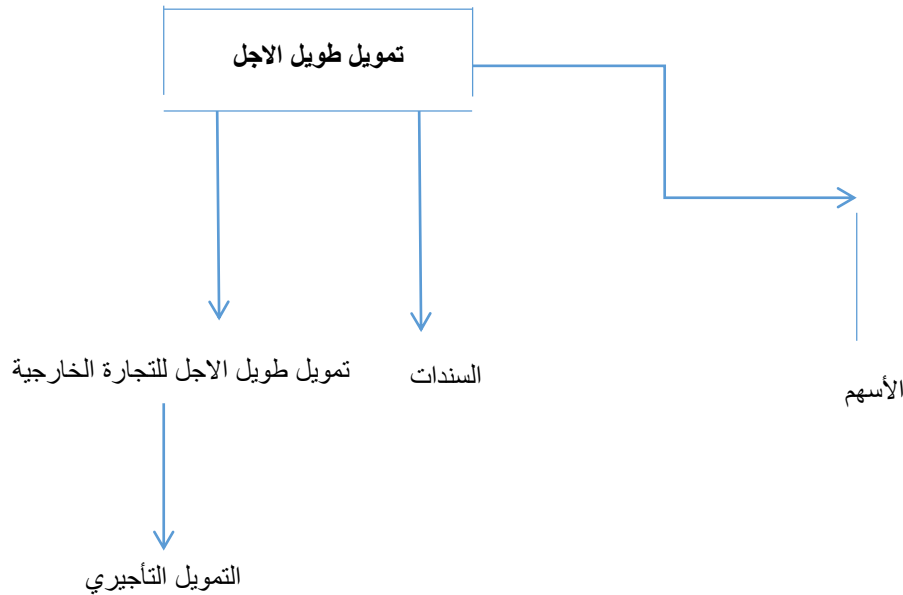 تمويل طويل الاجل
الأسهم
السندات
تمويل طويل الاجل للتجارة الخارجية
التمويل التأجيري